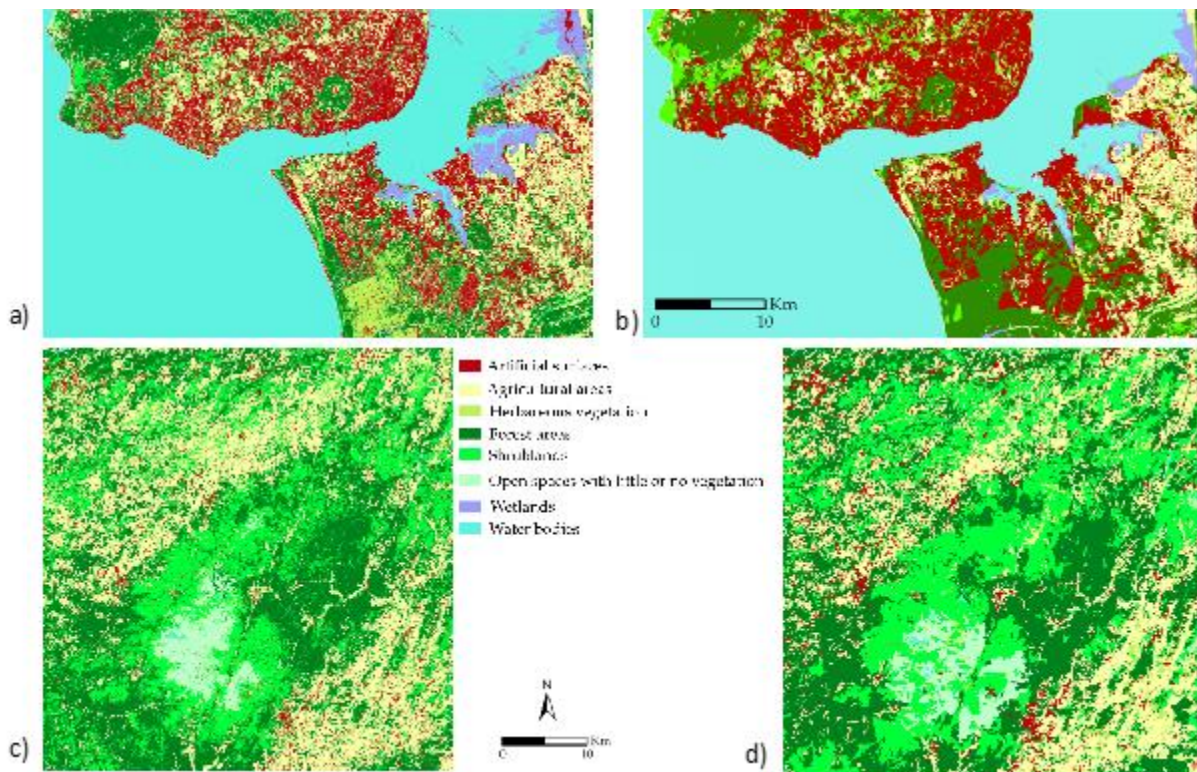 a)
b)
Km
0 10
Artificial surfaces
Agricultural areas
Herbaceous vegetation
Forest areas
Shrublands
Open spaces with little or no vegetation
Wetlands
Water bodies
N
Km
0 10
c)
d)